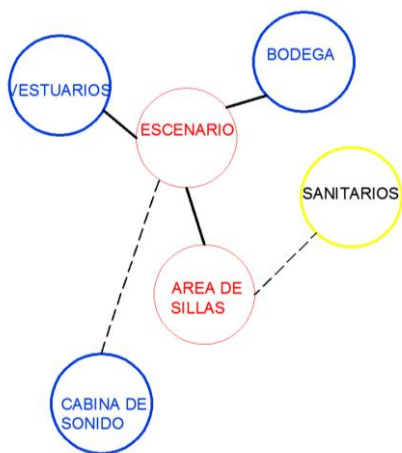 BODEGA
VESTUARIOS
ESCENARIO
SANITARIOS
AREA DE
SILLAS
CABINA DE
SONIDO